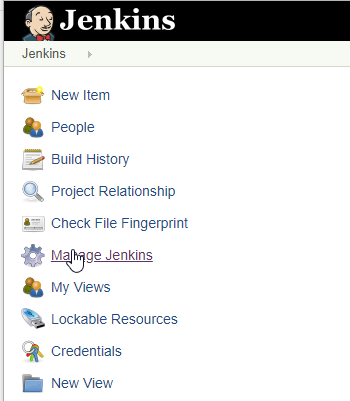 Jenkins
Jenkins
New Item
People
Build History
Project Relationship
Check File Fingerprint
Manage Jenkins
My Views
Lockable Resources
Credentials
New View